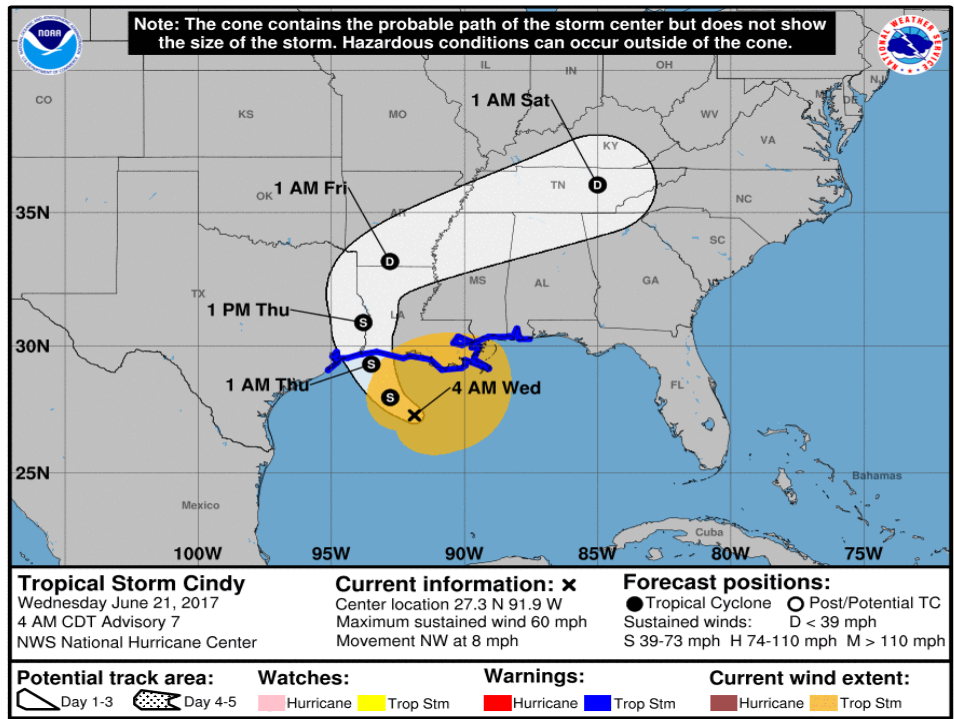 Note: The cone contains the probable path of the storm center but does not show
the size of the storm. Hazardous conditions can occur outside of the cone.
NOAA
NATIONAL WEATHER SERVICE
IL
IN
OH
NJ
CO
KS
MO
1 AM Sat
WV
DE
VA
KY
1 AM Fri
OK
TN
NC
AR
35N
SC
TX
MS
AL
GA
1 PM Thu
LA
30N
1 AM Thu
4 AM Wed
FL
25N
Mexico
Bahamas
Cuba
100W
95W
90W
85W
80W
75W
D
D
S
S
S
Tropical Storm Cindy
Wednesday June 21, 2017
4 AM CDT Advisory 7
NWS National Hurricane Center
Current information: x
Center location 27.3 N 91.9 W
Maximum sustained wind 60 mph
Movement NW at 8 mph
Forecast positions:
Tropical Cyclone Post/Potential TC
Sustained winds: D < 39 mph
S 39-73 mph H 74-110 mph M > 110 mph
Potential track area:
Day 1-3 Day 4-5
Watches:
Hurricane Trop Stm
Warnings:
Hurricane Trop Stm
Current wind extent:
Hurricane Trop Stm